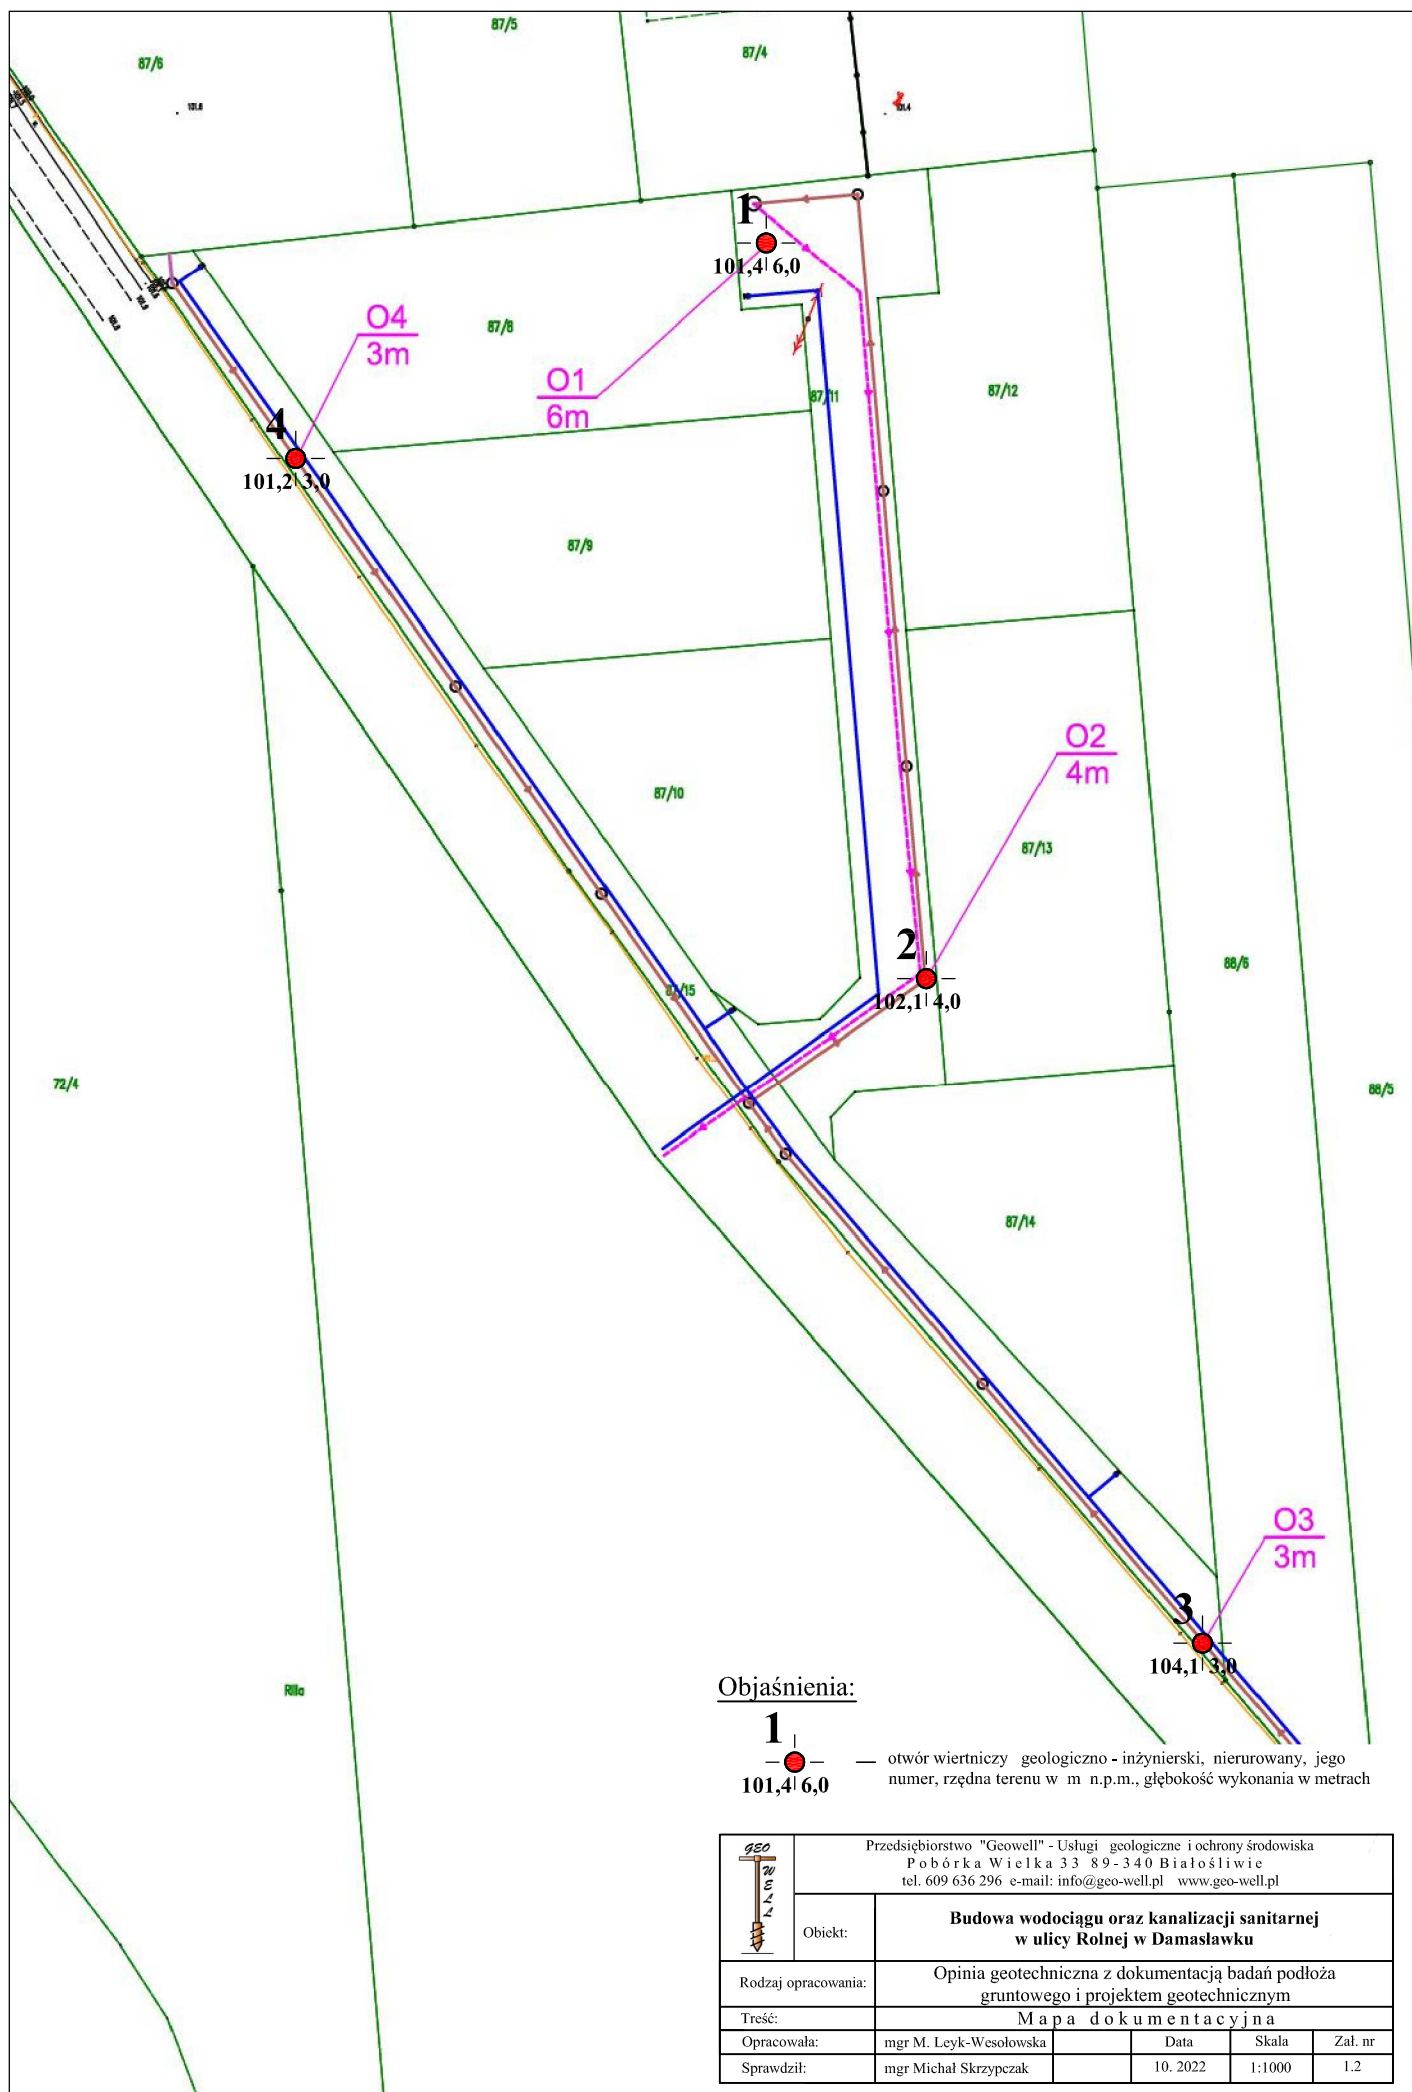 87/5
87/4
87/6
101.8
101.4
1
101,4 6,0
O4
3m
87/8
O1
6m
87/11
87/12
4
101,2 3,0
87/9
O2
4m
87/10
87/13
2
102,1 4,0
88/6
87/15
72/4
88/5
87/14
O3
3m
3
104,1 3,0
Objaśnienia:
1
101,4 6,0
— otwór wiertniczy geologiczno - inżynierski, nierurowany, jego
numer, rzędna terenu w m n.p.m., głębokość wykonania w metrach
GEO
WELL
Przedsiębiorstwo "Geowell" - Usługi geologiczne i ochrony środowiska
Pobórka Wielka 33 89-340 Białośliwie
tel. 609 636 296 e-mail: info@geo-well.pl www.geo-well.pl
Obiekt:
Budowa wodociągu oraz kanalizacji sanitarnej
w ulicy Rolnej w Damasławku
Rodzaj opracowania:
Opinia geotechniczna z dokumentacją badań podłoża
gruntowego i projektem geotechnicznym
Treść:
Mapa dokumentacyjna
Opracowała: mgr M. Leyk-Wesołowska Data Skala Zał. nr
Sprawdził: mgr Michał Skrzypczak 10. 2022 1:1000 1.2